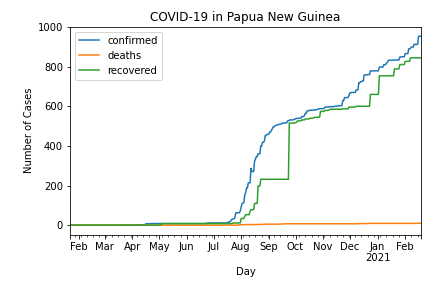 COVID-19 in Papua New Guinea
confirmed
deaths
recovered
Number of Cases
1000
800
600
400
200
0
Feb Mar Apr May Jun Jul Aug Sep Oct Nov Dec Jan Feb
2021
Day